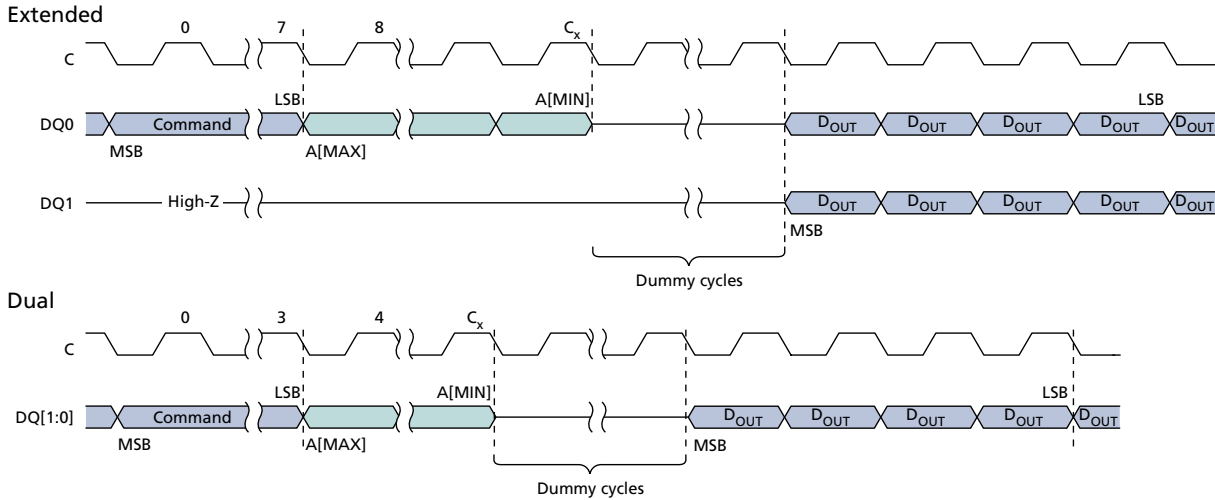 Extended
0 7 8 Cx
C
LSB A[MIN] LSB
DQ0 Command DOUT DOUT DOUT DOUT DOUT
MSB A[MAX]
DQ1 High-Z DOUT DOUT DOUT DOUT DOUT
MSB
Dummy cycles
Dual
0 3 4 Cx
C
LSB A[MIN] LSB
DQ[1:0] Command DOUT DOUT DOUT DOUT DOUT
MSB A[MAX] MSB
Dummy cycles